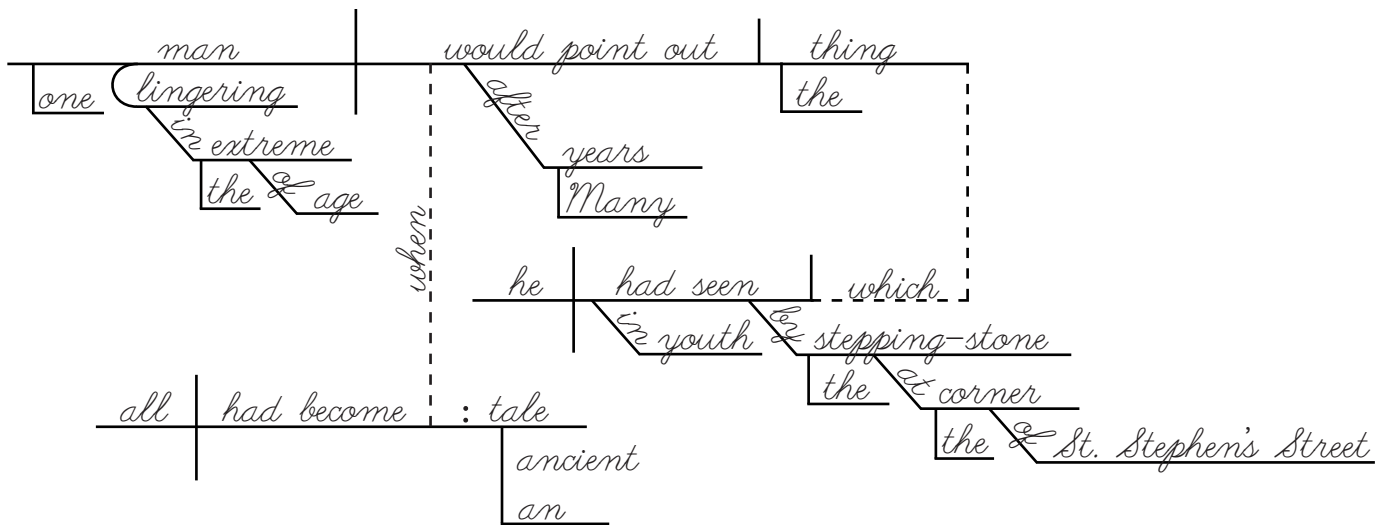 man would point out thing
one lingering after the
in extreme
the of age
years
Many
when
he had seen which
in youth by stepping-stone
the at corner
the of St. Stephen's Street
all had become : tale
ancient
an